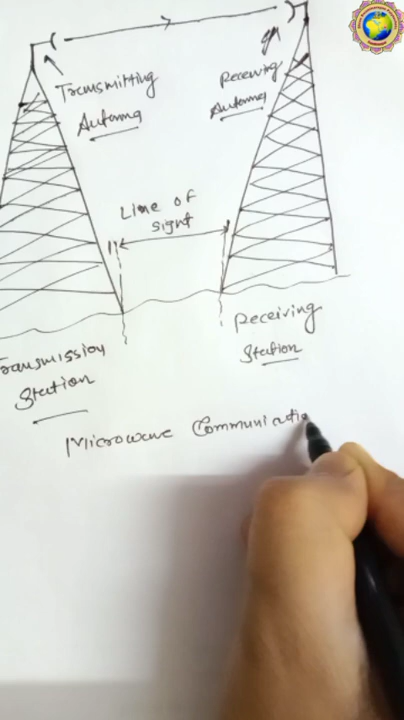 Transmitting
Antenna
Receiving
Antenna
Line of
sight
Transmission
Station
Receiving
Station
Microwave Communicatio